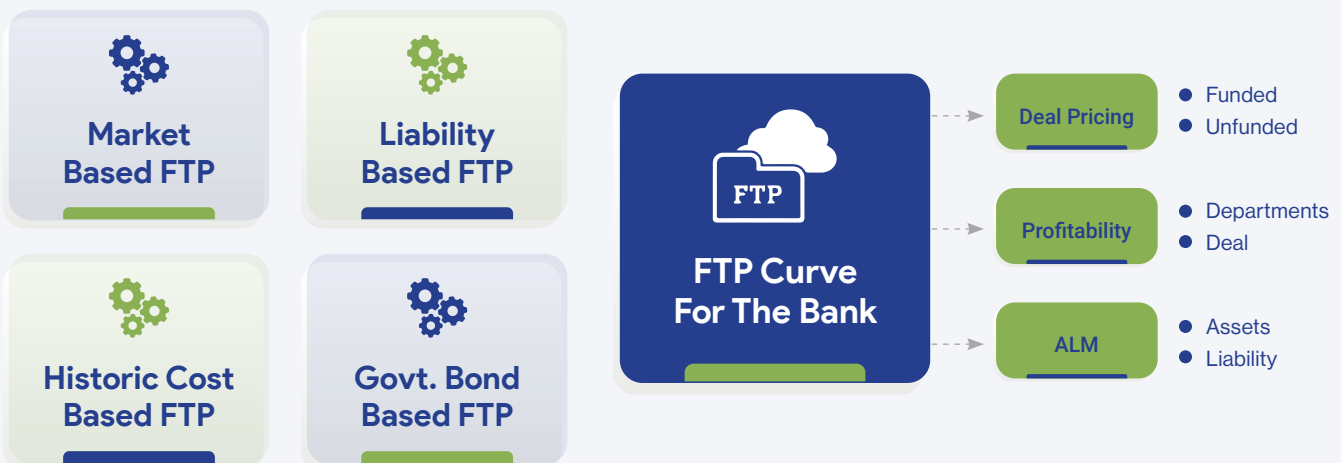 Market
Based FTP
Liability
Based FTP
Historic Cost
Based FTP
Govt. Bond
Based FTP
FTP
FTP Curve
For The Bank
Deal Pricing
Funded
Unfunded
Profitability
Departments
Deal
ALM
Assets
Liability